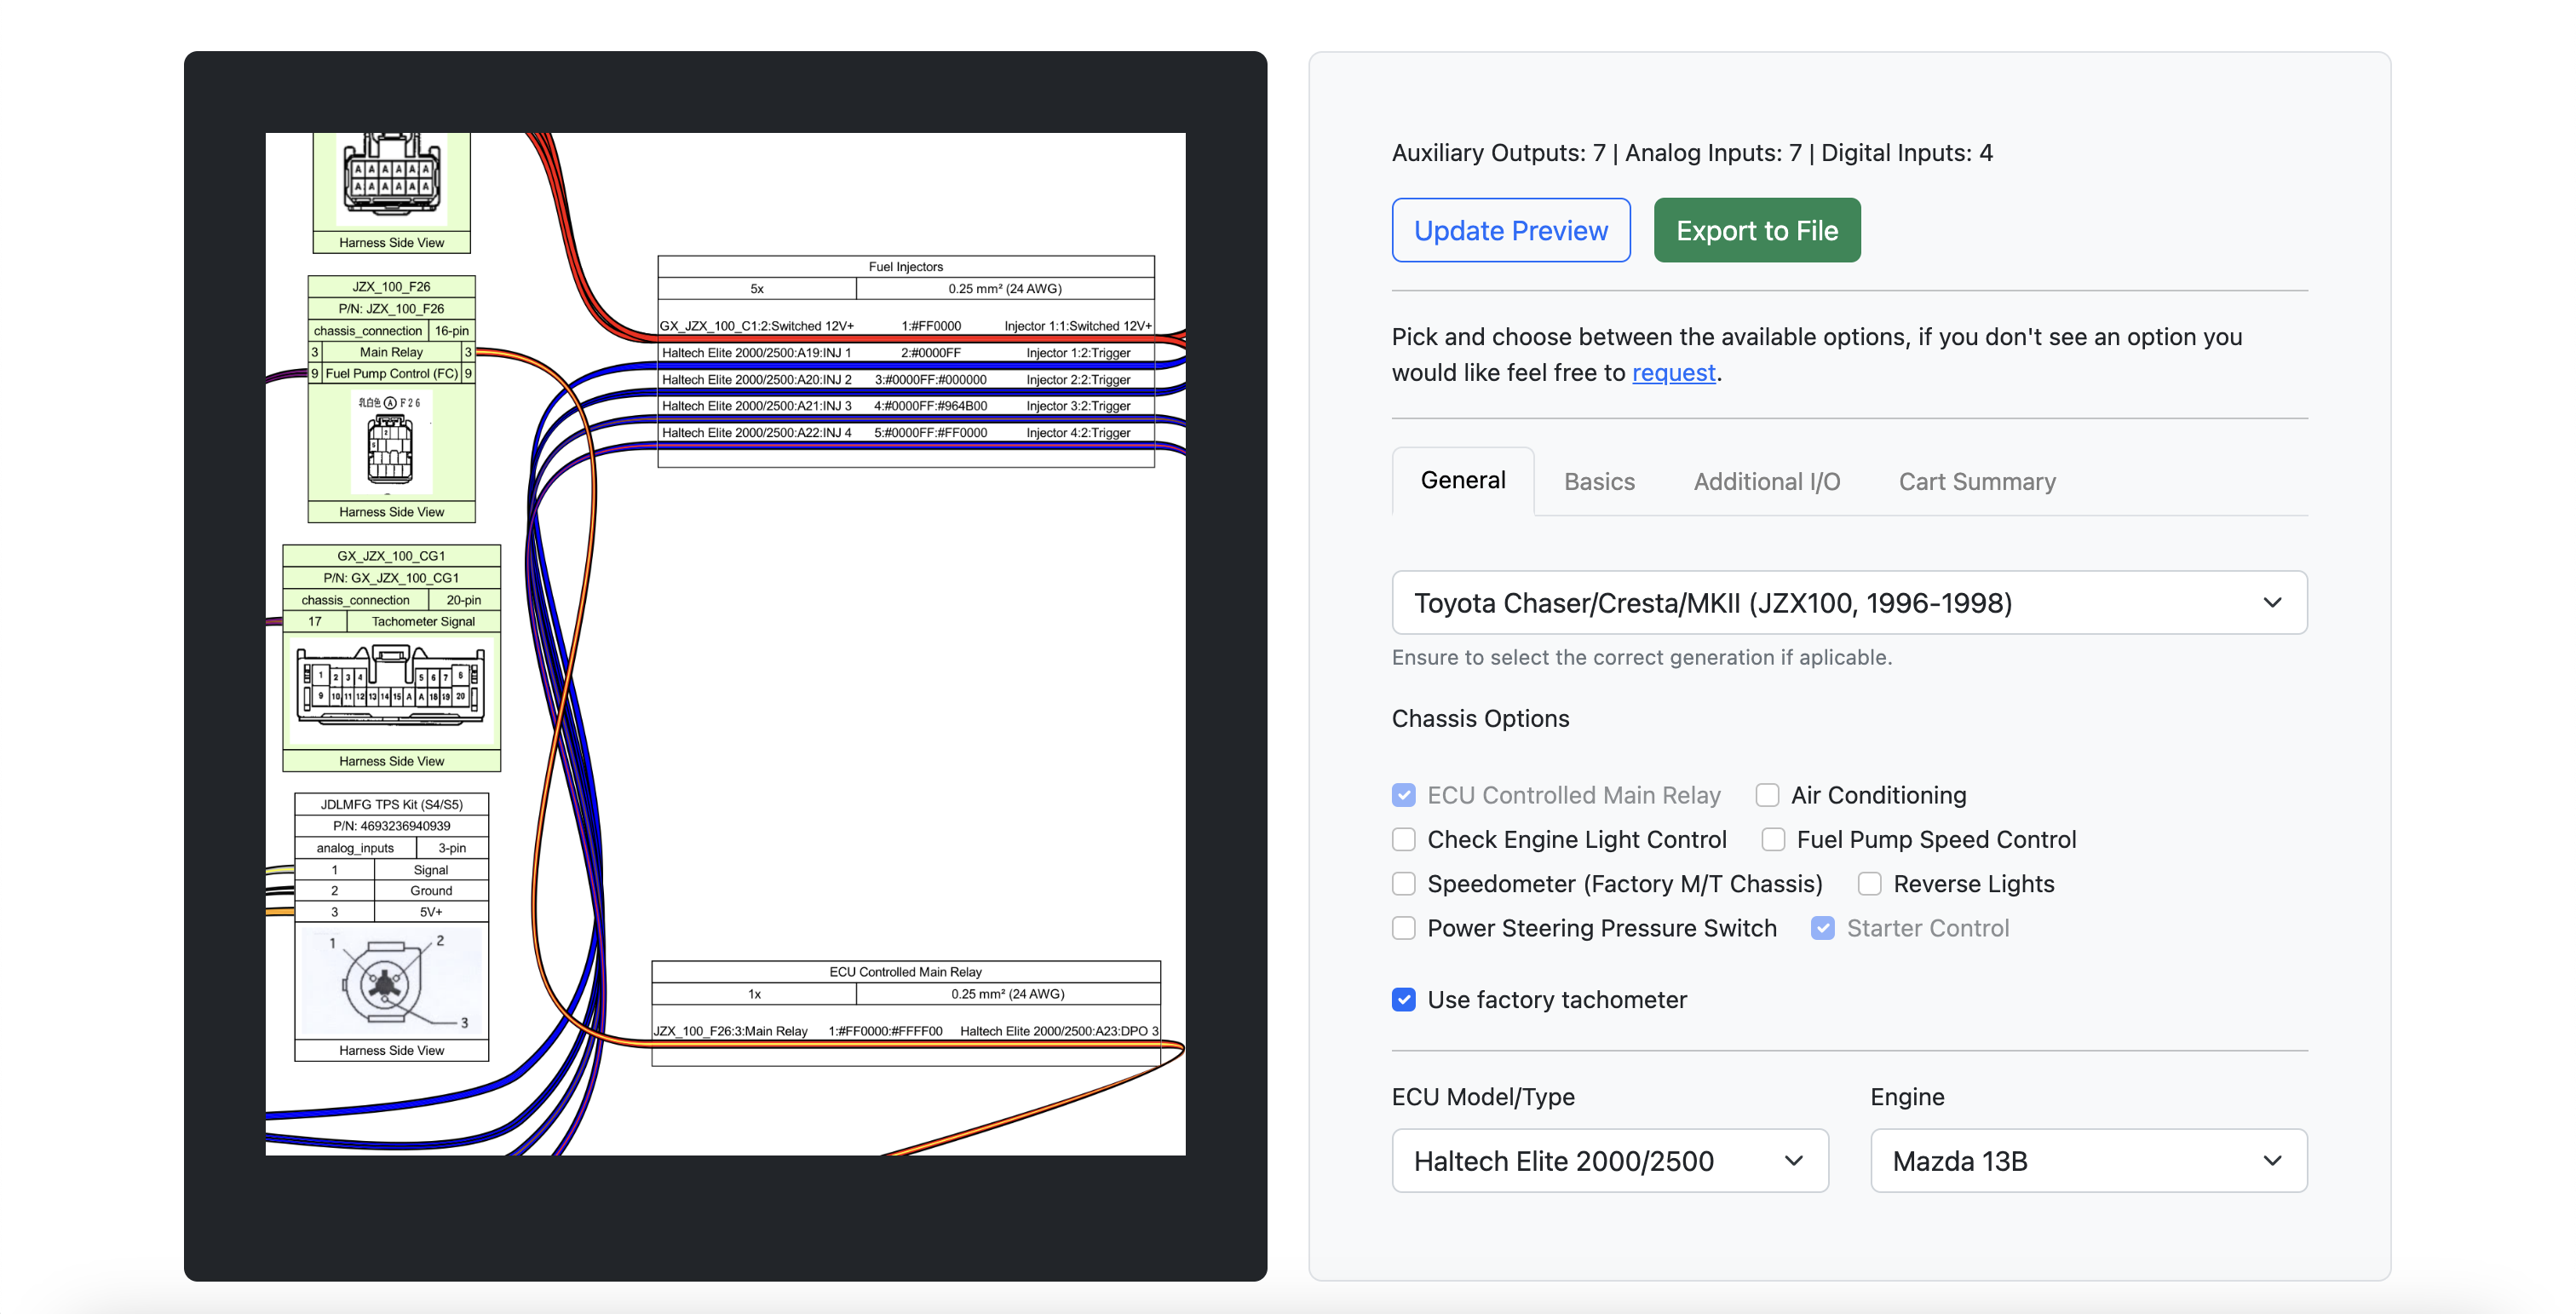 A A A A A A
A A A A A A
Harness Side View
JZX_100_F26
P/N: JZX_100_F26
chassis_connection 16-pin
3 Main Relay 3
9 Fuel Pump Control (FC) 9
乳白色 Ⓐ F26
Harness Side View
GX_JZX_100_CG1
P/N: GX_JZX_100_CG1
chassis_connection 20-pin
17 Tachometer Signal
1 2 3 4 5 6 7 8
9 10 11 12 13 14 15 A A 18 19 20
Harness Side View
JDLMFG TPS Kit (S4/S5)
P/N: 4693236940939
analog_inputs 3-pin
1 Signal
2 Ground
3 5V+
1 2
3
Harness Side View
Fuel Injectors
5x 0.25 mm² (24 AWG)
GX_JZX_100_C1:2:Switched 12V+ 1:#FF0000 Injector 1:1:Switched 12V+
Haltech Elite 2000/2500:A19:INJ 1 2:#0000FF Injector 1:2:Trigger
Haltech Elite 2000/2500:A20:INJ 2 3:#0000FF:#000000 Injector 2:2:Trigger
Haltech Elite 2000/2500:A21:INJ 3 4:#0000FF:#964B00 Injector 3:2:Trigger
Haltech Elite 2000/2500:A22:INJ 4 5:#0000FF:#FF0000 Injector 4:2:Trigger
ECU Controlled Main Relay
1x 0.25 mm² (24 AWG)
JZX_100_F26:3:Main Relay 1:#FF0000:#FFFF00 Haltech Elite 2000/2500:A23:DPO 3
Auxiliary Outputs: 7 | Analog Inputs: 7 | Digital Inputs: 4
Update Preview Export to File
Pick and choose between the available options, if you don't see an option you
would like feel free to request.
General Basics Additional I/O Cart Summary
Toyota Chaser/Cresta/MKII (JZX100, 1996-1998)
Ensure to select the correct generation if aplicable.
Chassis Options
ECU Controlled Main Relay Air Conditioning
Check Engine Light Control Fuel Pump Speed Control
Speedometer (Factory M/T Chassis) Reverse Lights
Power Steering Pressure Switch Starter Control
Use factory tachometer
ECU Model/Type Engine
Haltech Elite 2000/2500 Mazda 13B